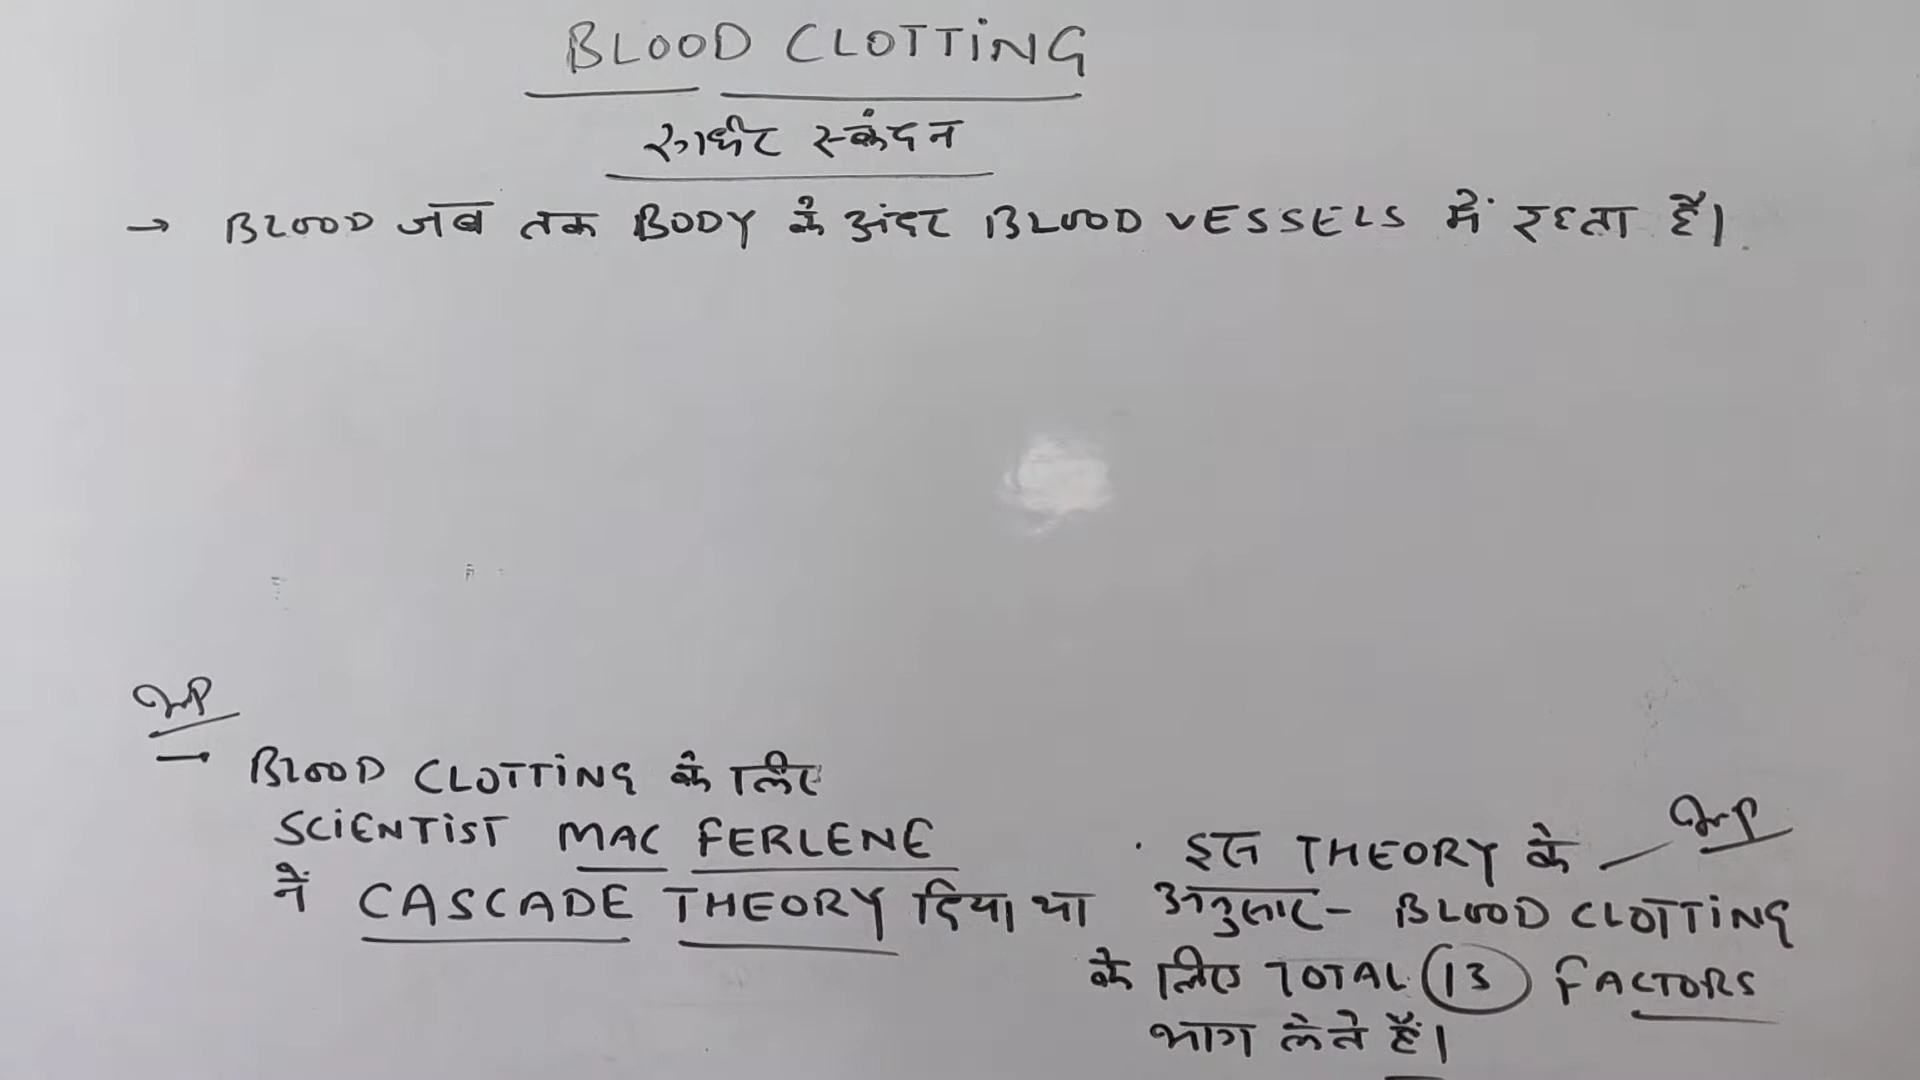 BLOOD CLOTTiNG
रुधिर स्कंदन
→ BLOOD जब तक BODY के अंदर BLOOD VESSELS में रहता है।
Imp
→ BLOOD CLOTTiNG के लिए
SCiENTiST MAC FERLENE
ने CASCADE THEORY दिया था
Imp
इस THEORY के
अनुसार - BLOOD CLOTTiNG
के लिए TOTAL 13 FACTORS
भाग लेते हैं।